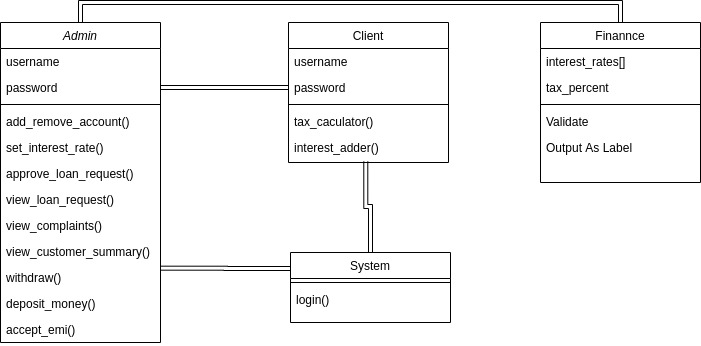 Admin
username
password
add_remove_account()
set_interest_rate()
approve_loan_request()
view_loan_request()
view_complaints()
view_customer_summary()
withdraw()
deposit_money()
accept_emi()
Client
username
password
tax_caculator()
interest_adder()
Finannce
interest_rates[]
tax_percent
Validate
Output As Label
System
login()